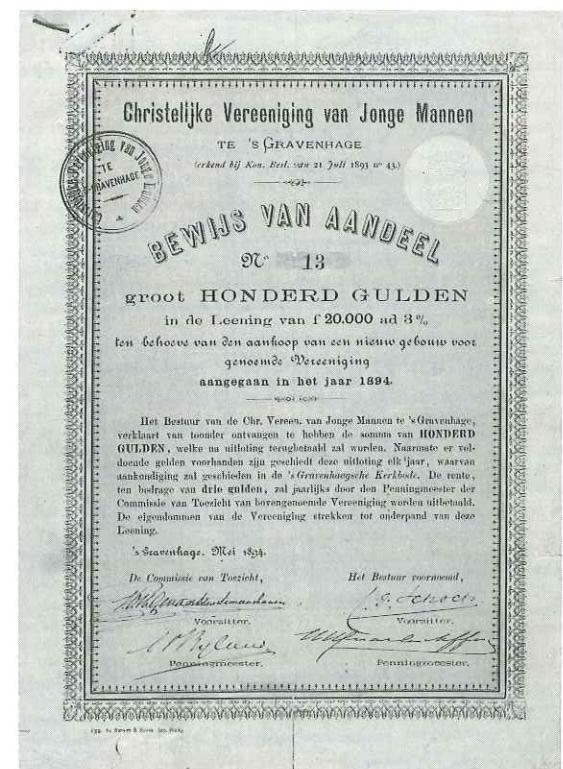 Christelijke Vereeniging van Jonge Mannen
TE 'S GRAVENHAGE
(erkend bij Kon. Besl. van 21 Juli 1893 no 43.)
TE
BEWIJS VAN AANDEEL
No 13
groot HONDERD GULDEN
in de Leening van f 20.000 ad 3%
ten behoeve van den aankoop van een nieuw gebouw voor
genoemde Vereeniging
aangegaan in het jaar 1894.
Het Bestuur van de Chr. Vereen. van Jonge Mannen te 's Gravenhage,
verklaart van toonder ontvangen te hebben de somma van HONDERD
GULDEN, welke na uitloting terugbetaald zal worden. Naarmate er vol-
doende gelden voorhanden zijn geschiedt deze uitloting elk jaar, waarvan
aankondiging zal geschieden in de 's Gravenhaagsche Kerkbode. De rente,
ten bedrage van drie gulden, zal jaarlijks door den Penningmeester der
Commissie van Toezicht van bovengenoemde Vereeniging worden uitbetaald.
De eigendommen van de Vereeniging strekken tot onderpand van deze
Leening.
's Gravenhage. Mei 1894.
De Commissie van Toezicht, Het Bestuur voornoemd,
Voorzitter. Voorzitter.
Penningmeester. Penningmeester.